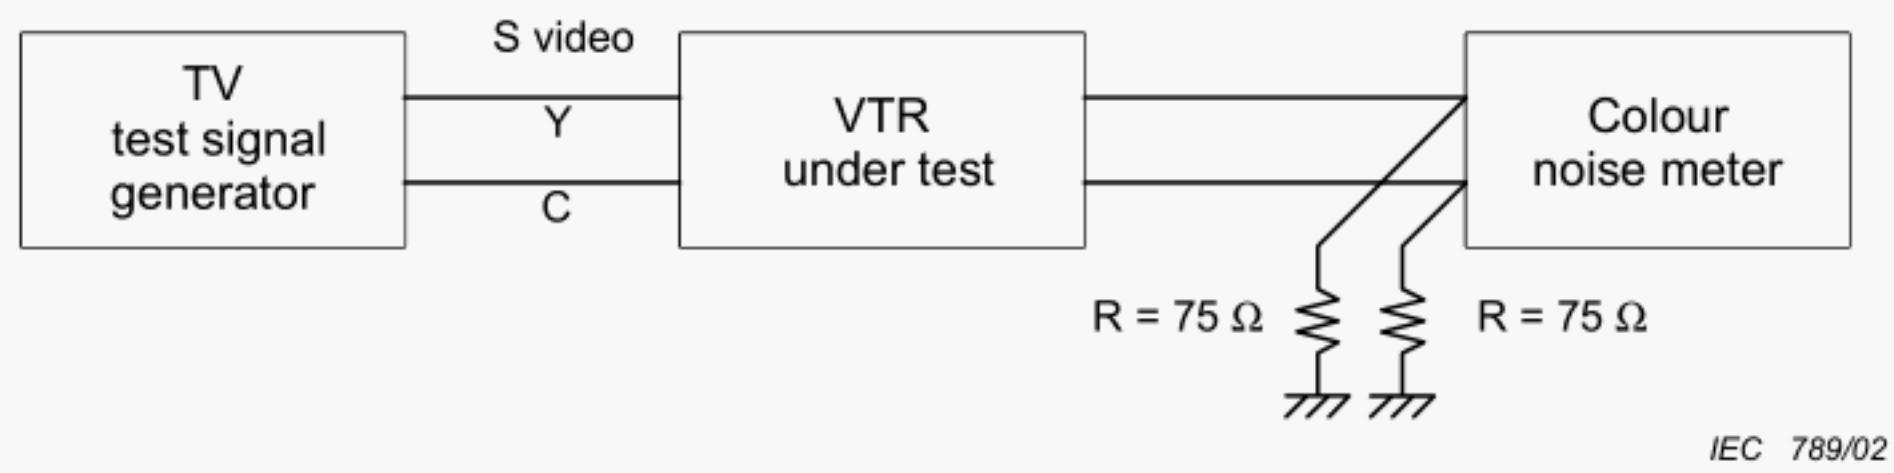 TV
test signal
generator
S video
Y
C
VTR
under test
Colour
noise meter
R = 75 Ω
R = 75 Ω
IEC 789/02